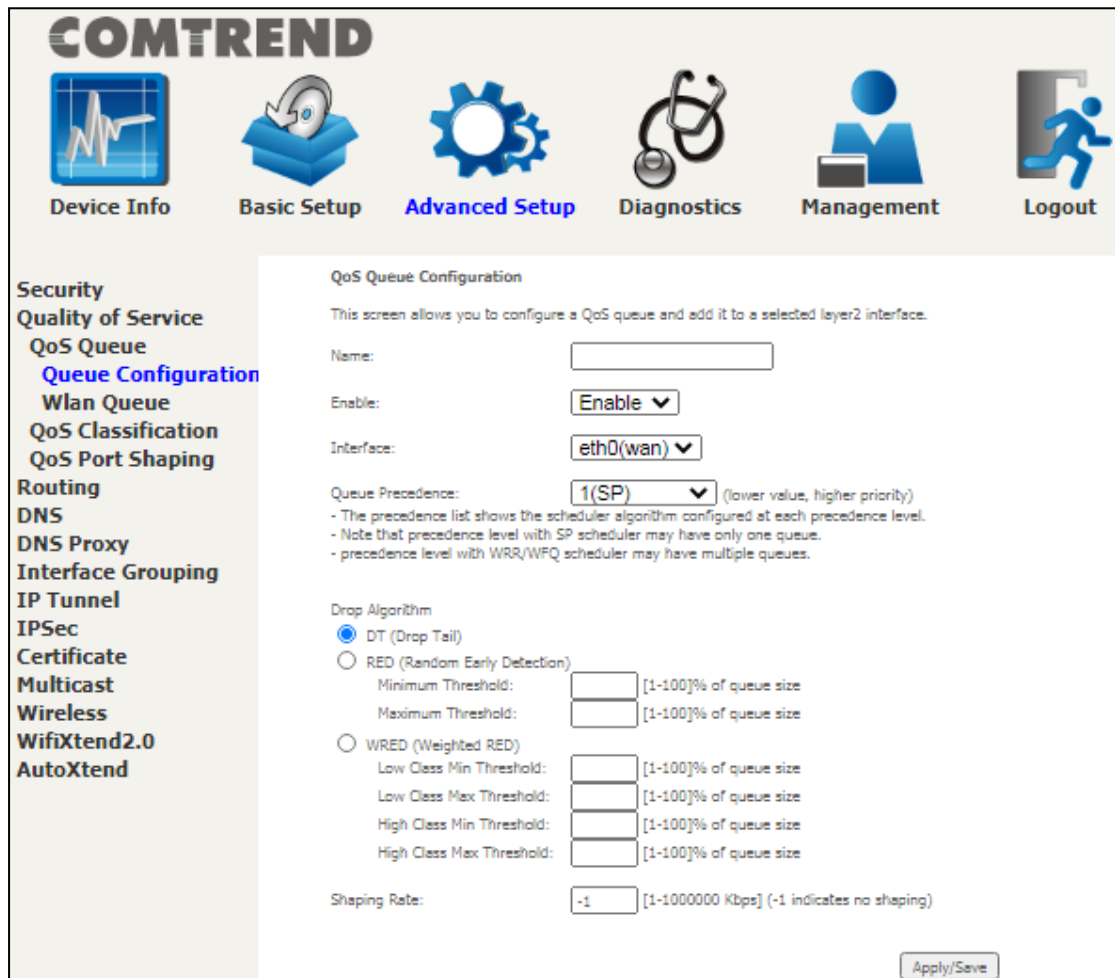 COMTREND
Device Info
Basic Setup
Advanced Setup
Diagnostics
Management
Logout
Security
Quality of Service
QoS Queue
Queue Configuration
Wlan Queue
QoS Classification
QoS Port Shaping
Routing
DNS
DNS Proxy
Interface Grouping
IP Tunnel
IPSec
Certificate
Multicast
Wireless
WifiXtend2.0
AutoXtend
QoS Queue Configuration
This screen allows you to configure a QoS queue and add it to a selected layer2 interface.
Name:
Enable: Enable
Interface: eth0(wan)
Queue Precedence: 1(SP) (lower value, higher priority)
- The precedence list shows the scheduler algorithm configured at each precedence level.
- Note that precedence level with SP scheduler may have only one queue.
- precedence level with WRR/WFQ scheduler may have multiple queues.
Drop Algorithm
DT (Drop Tail)
RED (Random Early Detection)
Minimum Threshold: [1-100]% of queue size
Maximum Threshold: [1-100]% of queue size
WRED (Weighted RED)
Low Class Min Threshold: [1-100]% of queue size
Low Class Max Threshold: [1-100]% of queue size
High Class Min Threshold: [1-100]% of queue size
High Class Max Threshold: [1-100]% of queue size
Shaping Rate: -1 [1-1000000 Kbps] (-1 indicates no shaping)
Apply/Save